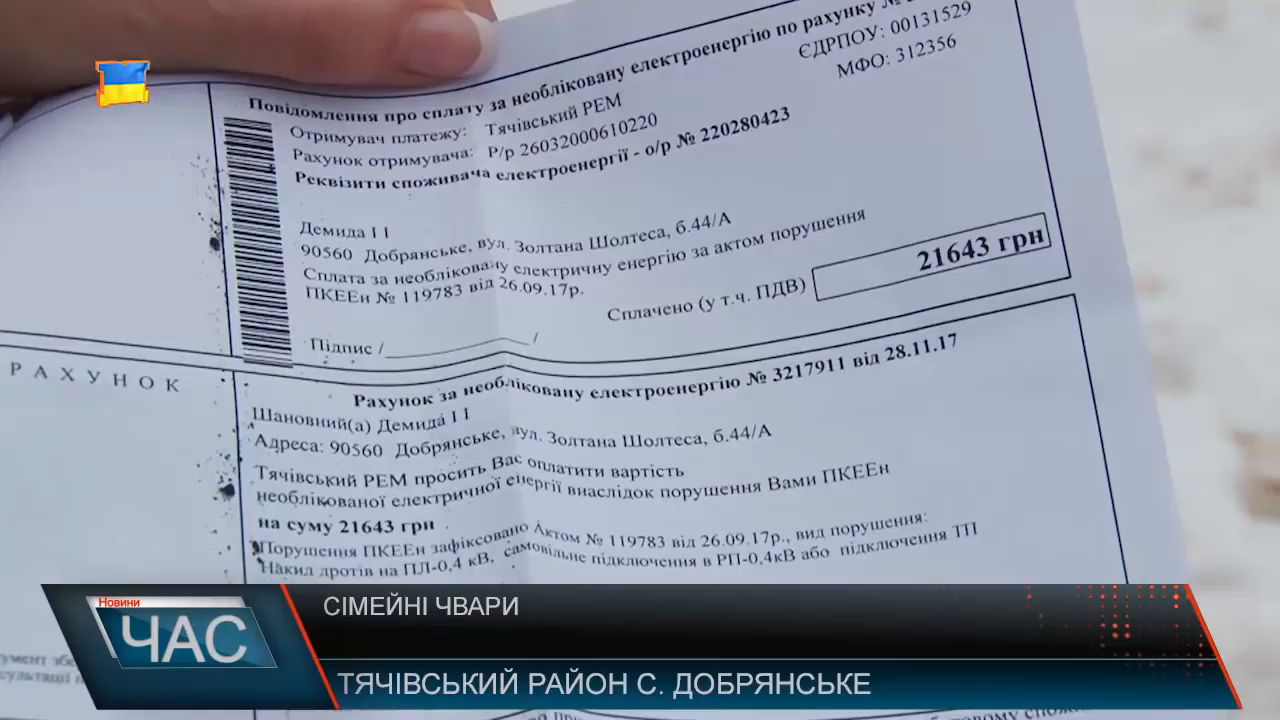 Повідомлення про сплату за необліковану електроенергію по рахунку №
ЄДРПОУ: 00131529
МФО: 312356
Отримувач платежу: Тячівський РЕМ
Рахунок отримувача: Р/р 26032000610220
Реквізити споживача електроенергії - о/р № 220280423
Демида І І
90560 Добрянське, вул. Золтана Шолтеса, б.44/А
Сплата за необліковану електричну енергію за актом порушення
ПКЕЕн № 119783 від 26.09.17р.
Сплачено (у т.ч. ПДВ) 21643 грн
Підпис /____________/
РАХУНОК
Рахунок за необліковану електроенергію № 3217911 від 28.11.17
Шановний(а) Демида І І
Адреса: 90560 Добрянське, вул. Золтана Шолтеса, б.44/А
Тячівський РЕМ просить Вас оплатити вартість
необлікованої електричної енергії внаслідок порушення Вами ПКЕЕн
на суму 21643 грн
Порушення ПКЕЕн зафіксовано Актом № 119783 від 26.09.17р., вид порушення:
Накид дротів на ПЛ-0,4 кВ, самовільне підключення в РП-0,4кВ або підключення ТП
Новини
ЧАС
СІМЕЙНІ ЧВАРИ
ТЯЧІВСЬКИЙ РАЙОН С. ДОБРЯНСЬКЕ